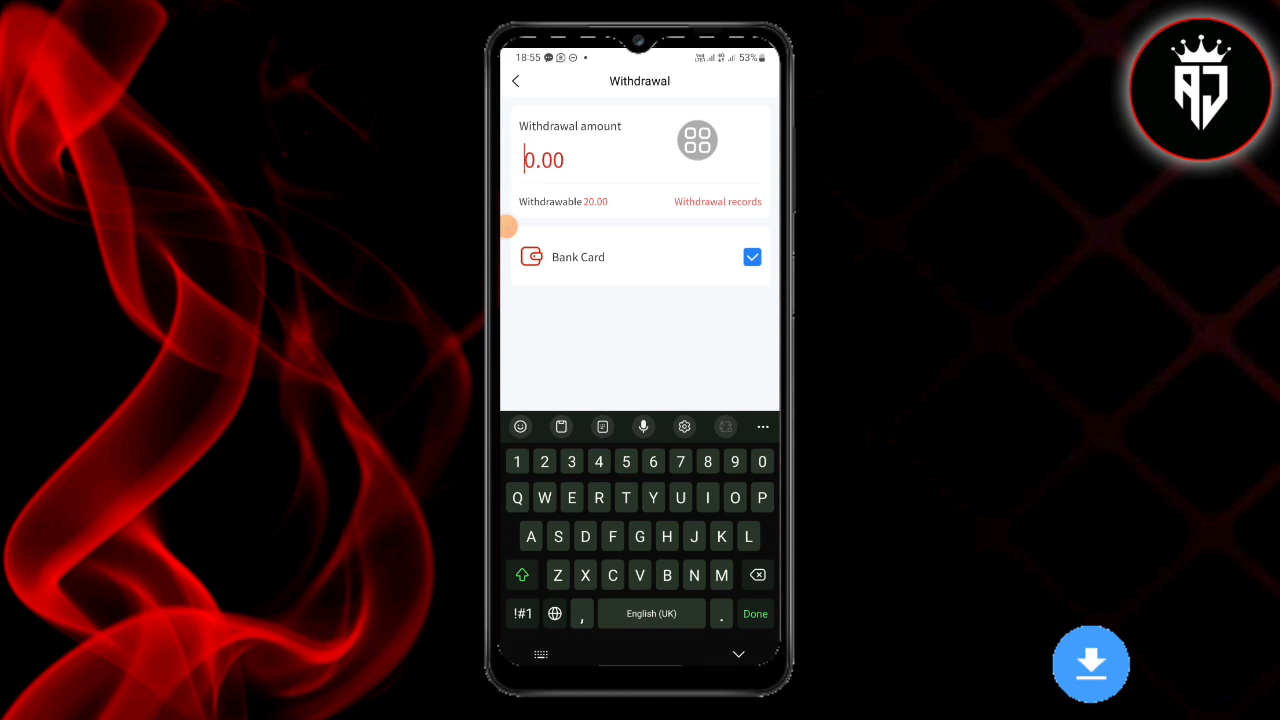 AJ
18:55 53%
Withdrawal
Withdrawal amount
0.00
Withdrawable 20.00 Withdrawal records
Bank Card
1 2 3 4 5 6 7 8 9 0
Q W E R T Y U I O P
A S D F G H J K L
Z X C V B N M
!#1 , English (UK) . Done